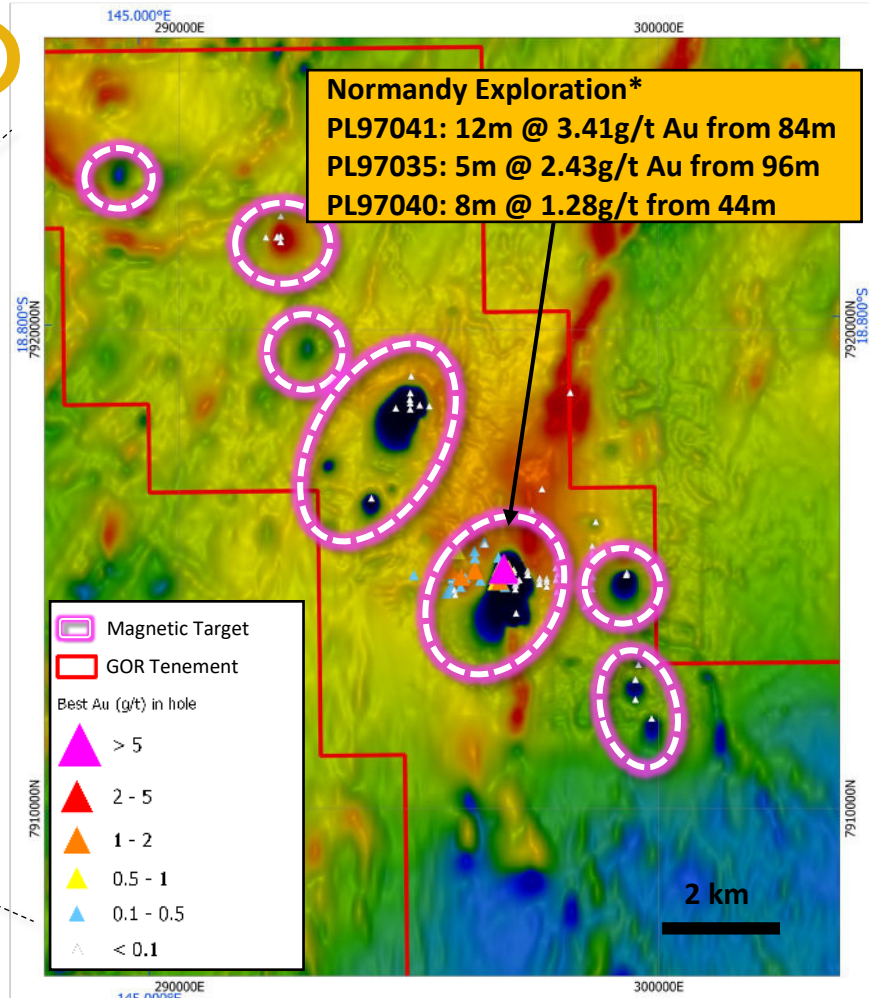 145.000°E
290000E
300000E
Normandy Exploration*
PL97041: 12m @ 3.41g/t Au from 84m
PL97035: 5m @ 2.43g/t Au from 96m
PL97040: 8m @ 1.28g/t from 44m
18.800°S
7920000N
7920000N
18.800°S
Magnetic Target
GOR Tenement
Best Au (g/t) in hole
> 5
2 - 5
1 - 2
0.5 - 1
0.1 - 0.5
< 0.1
7910000N
7910000N
2 km
290000E
300000E
145.000°E